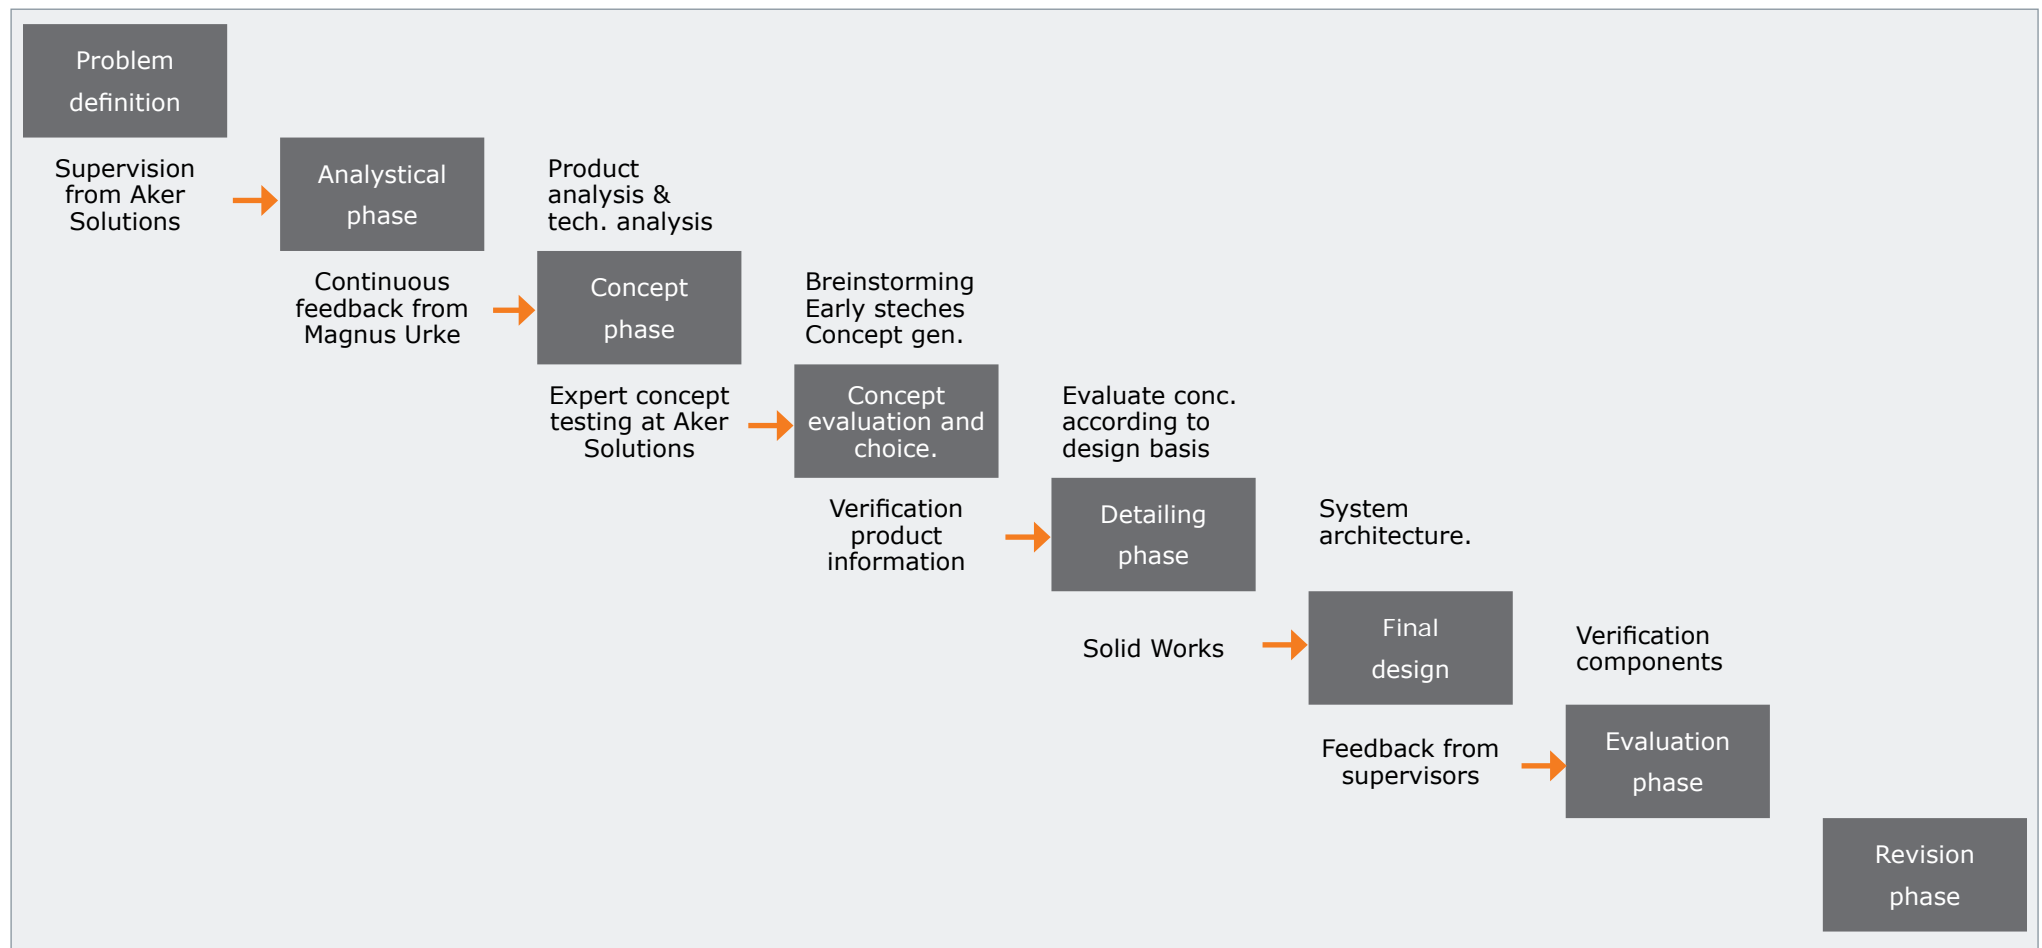 Problem
definition
Supervision
from Aker
Solutions
Analystical
phase
Product
analysis &
tech. analysis
Continuous
feedback from
Magnus Urke
Concept
phase
Breinstorming
Early steches
Concept gen.
Expert concept
testing at Aker
Solutions
Concept
evaluation and
choice.
Evaluate conc.
according to
design basis
Verification
product
information
Detailing
phase
System
architecture.
Solid Works
Final
design
Verification
components
Feedback from
supervisors
Evaluation
phase
Revision
phase